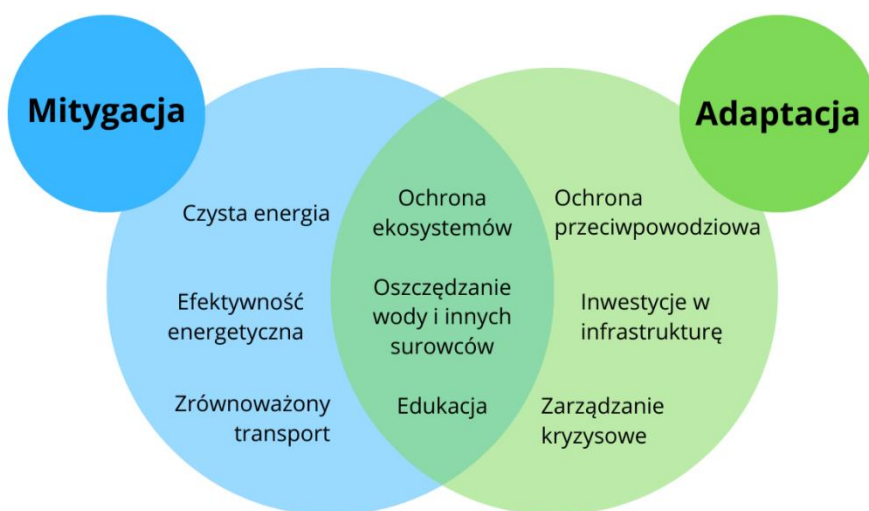 Mitygacja
Adaptacja
Czysta energia
Efektywność
energetyczna
Zrównoważony
transport
Ochrona
ekosystemów
Oszczędzanie
wody i innych
surowców
Edukacja
Ochrona
przeciwpowodziowa
Inwestycje w
infrastrukturę
Zarządzanie
kryzysowe